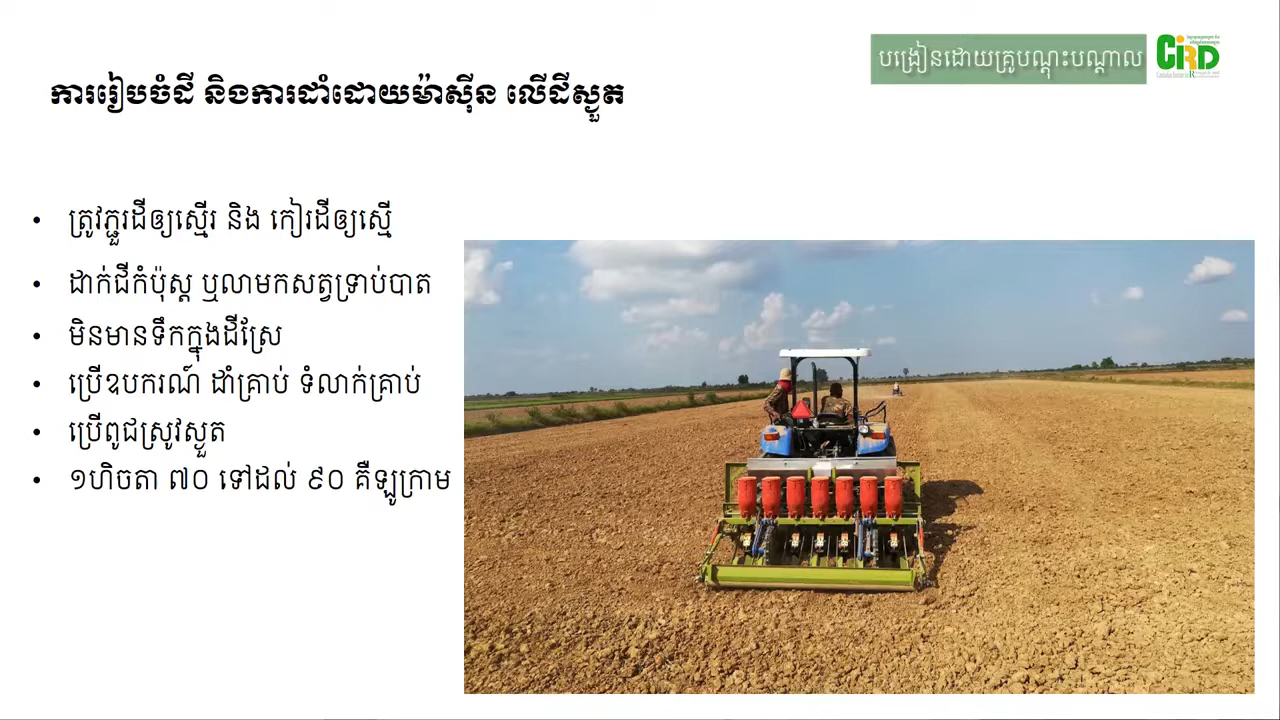 បង្រៀនដោយគ្រូបណ្តុះបណ្តាល
CiRD
ការរៀបចំដី និងការដាំដោយម៉ាស៊ីន លើដីស្ងួត
• ត្រូវភ្ជួរដីឲ្យស្មើរ និង កៀរដីឲ្យស្មើ
• ដាក់ជីកំប៉ុស្ត ឬលាមកសត្វទ្រាប់បាត
• មិនមានទឹកក្នុងដីស្រែ
• ប្រើឧបករណ៍ ដាំគ្រាប់ ទំលាក់គ្រាប់
• ប្រើពូជស្រូវស្ងួត
• ១ហិចតា ៧០ ទៅដល់ ៩០ គីឡូក្រាម